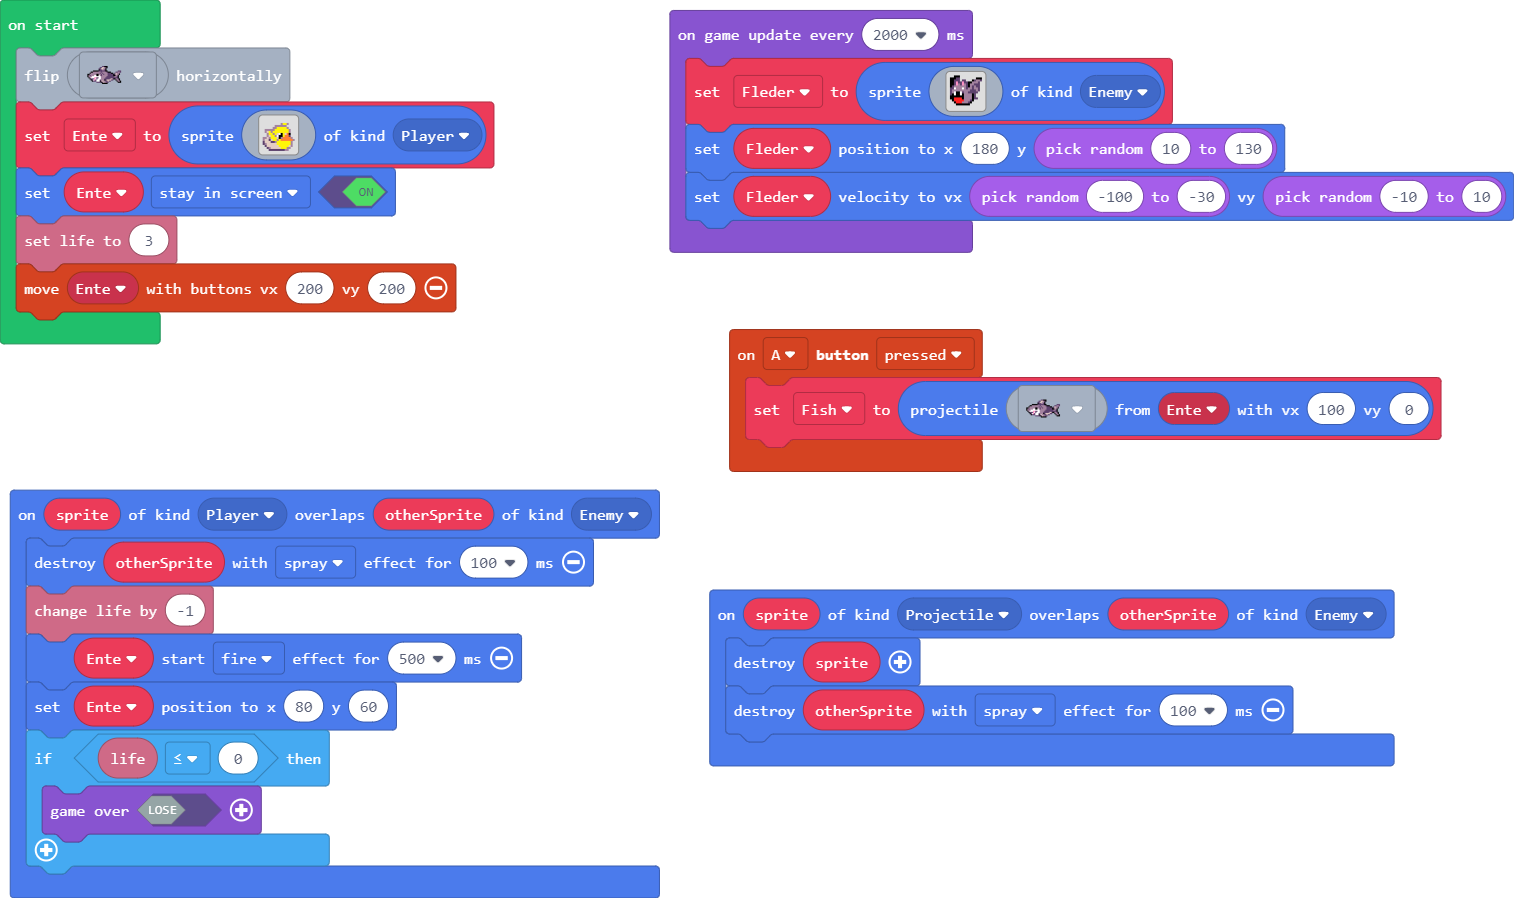 on start
flip horizontally
set Ente to sprite of kind Player
set Ente stay in screen ON
set life to 3
move Ente with buttons vx 200 vy 200
on game update every 2000 ms
set Fleder to sprite of kind Enemy
set Fleder position to x 180 y pick random 10 to 130
set Fleder velocity to vx pick random -100 to -30 vy pick random -10 to 10
on A button pressed
set Fish to projectile from Ente with vx 100 vy 0
on sprite of kind Player overlaps otherSprite of kind Enemy
destroy otherSprite with spray effect for 100 ms
change life by -1
Ente start fire effect for 500 ms
set Ente position to x 80 y 60
if life ≤ 0 then
game over LOSE
on sprite of kind Projectile overlaps otherSprite of kind Enemy
destroy sprite
destroy otherSprite with spray effect for 100 ms